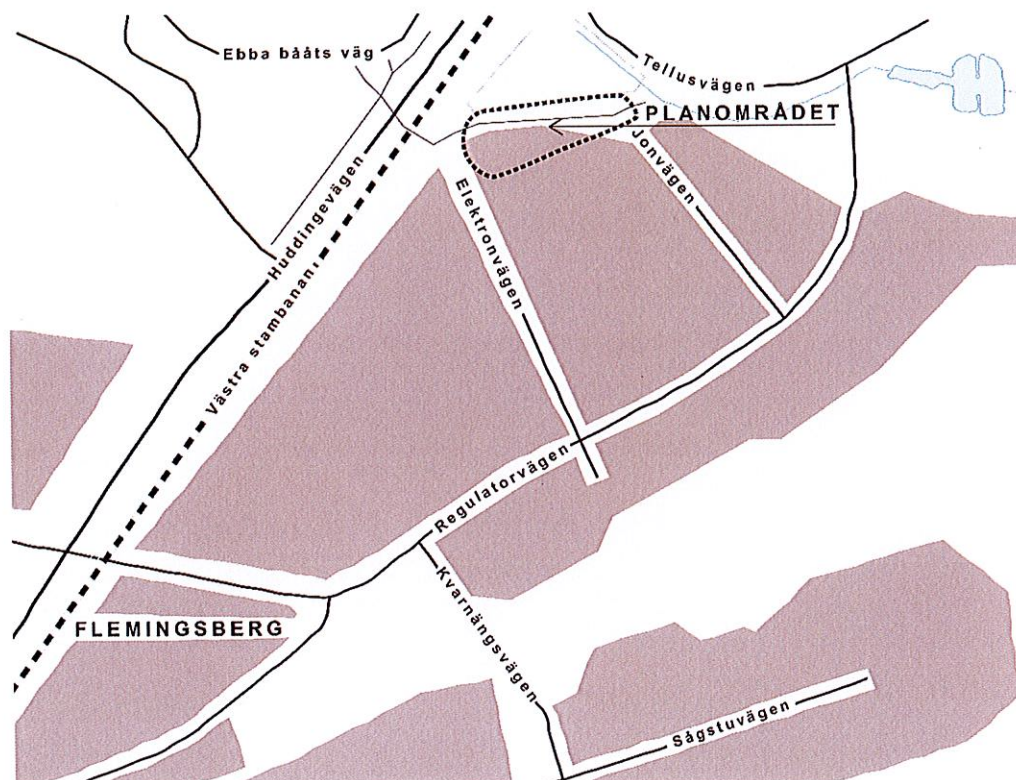 Ebba bååts väg
Tellusvägen
PLANOMRÅDET
Jonvägen
Huddingevägen
Elektronvägen
Västra stambanan
Regulatorvägen
Kvarnängsvägen
FLEMINGSBERG
Sågstuvägen